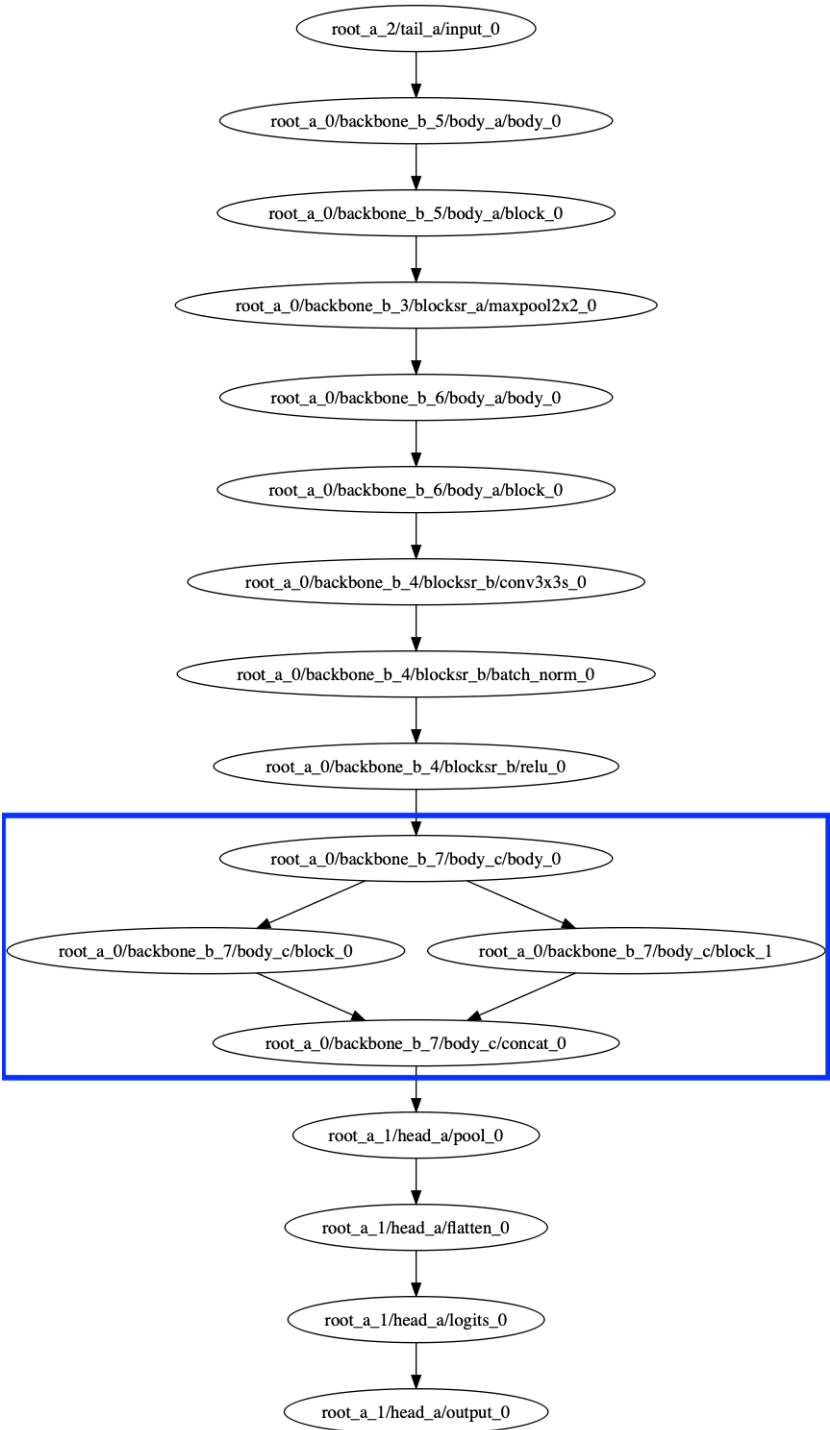 root_a_2/tail_a/input_0
root_a_0/backbone_b_5/body_a/body_0
root_a_0/backbone_b_5/body_a/block_0
root_a_0/backbone_b_3/blocksr_a/maxpool2x2_0
root_a_0/backbone_b_6/body_a/body_0
root_a_0/backbone_b_6/body_a/block_0
root_a_0/backbone_b_4/blocksr_b/conv3x3s_0
root_a_0/backbone_b_4/blocksr_b/batch_norm_0
root_a_0/backbone_b_4/blocksr_b/relu_0
root_a_0/backbone_b_7/body_c/body_0
root_a_0/backbone_b_7/body_c/block_0
root_a_0/backbone_b_7/body_c/block_1
root_a_0/backbone_b_7/body_c/concat_0
root_a_1/head_a/pool_0
root_a_1/head_a/flatten_0
root_a_1/head_a/logits_0
root_a_1/head_a/output_0